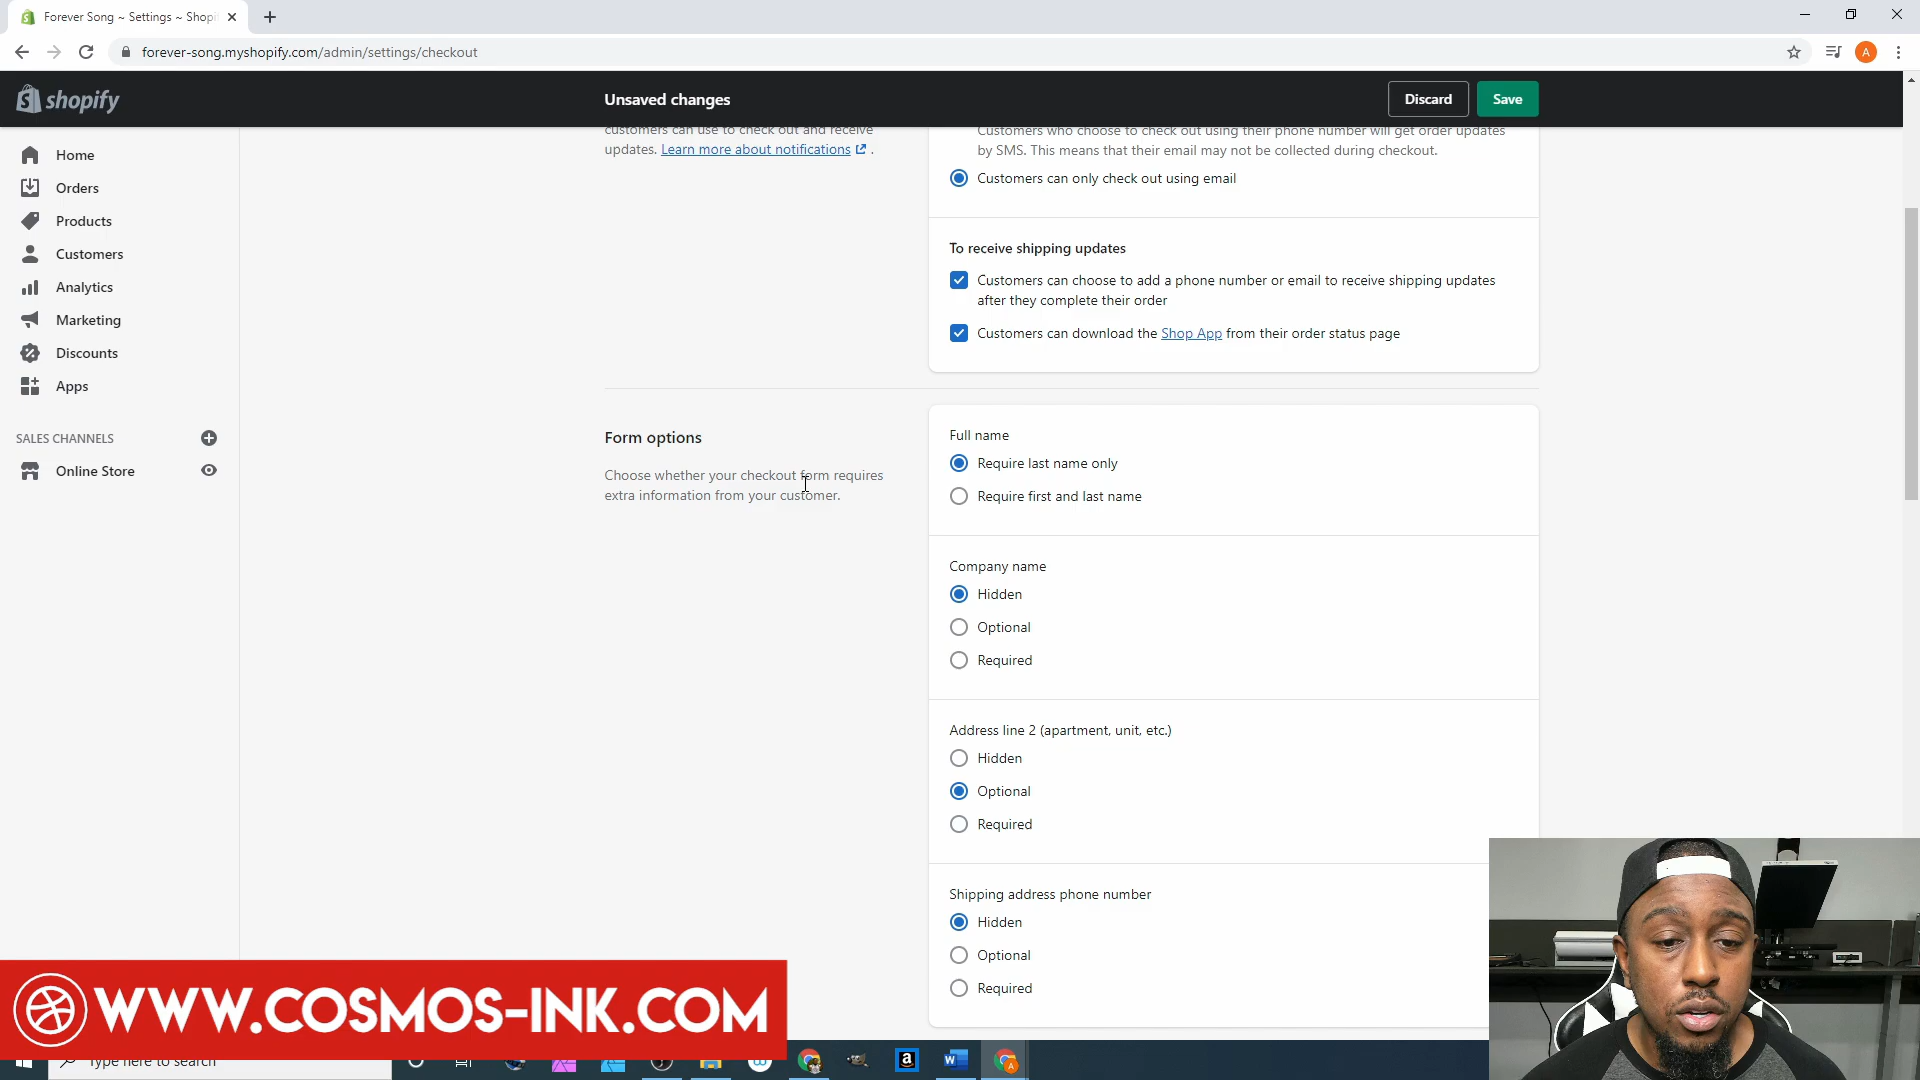 Forever Song ~ Settings ~ Shopi
forever-song.myshopify.com/admin/settings/checkout
A
shopify
Unsaved changes
Discard
Save
Home
Orders
Products
Customers
Analytics
Marketing
Discounts
Apps
SALES CHANNELS
Online Store
customers can use to check out and receive
updates. Learn more about notifications .
Customers who choose to check out using their phone number will get order updates
by SMS. This means that their email may not be collected during checkout.
Customers can only check out using email
To receive shipping updates
Customers can choose to add a phone number or email to receive shipping updates
after they complete their order
Customers can download the Shop App from their order status page
Form options
Choose whether your checkout form requires
extra information from your customer.
Full name
Require last name only
Require first and last name
Company name
Hidden
Optional
Required
Address line 2 (apartment, unit, etc.)
Hidden
Optional
Required
Shipping address phone number
Hidden
Optional
Required
WWW.COSMOS-INK.COM
Type here to search